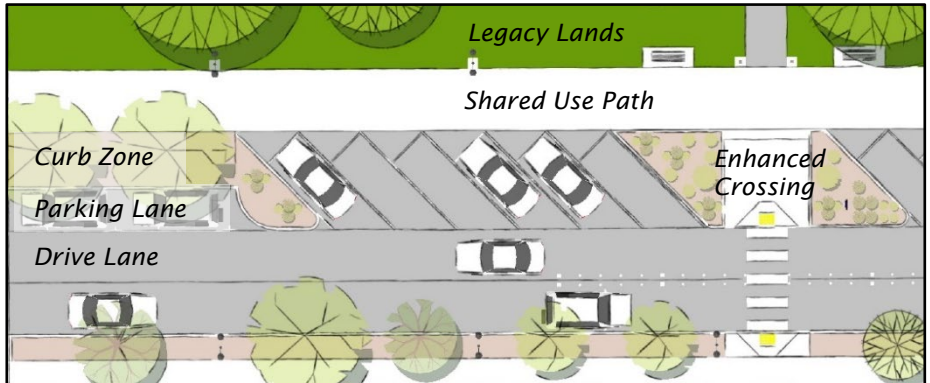 Legacy Lands
Shared Use Path
Curb Zone
Enhanced
Crossing
Parking Lane
Drive Lane